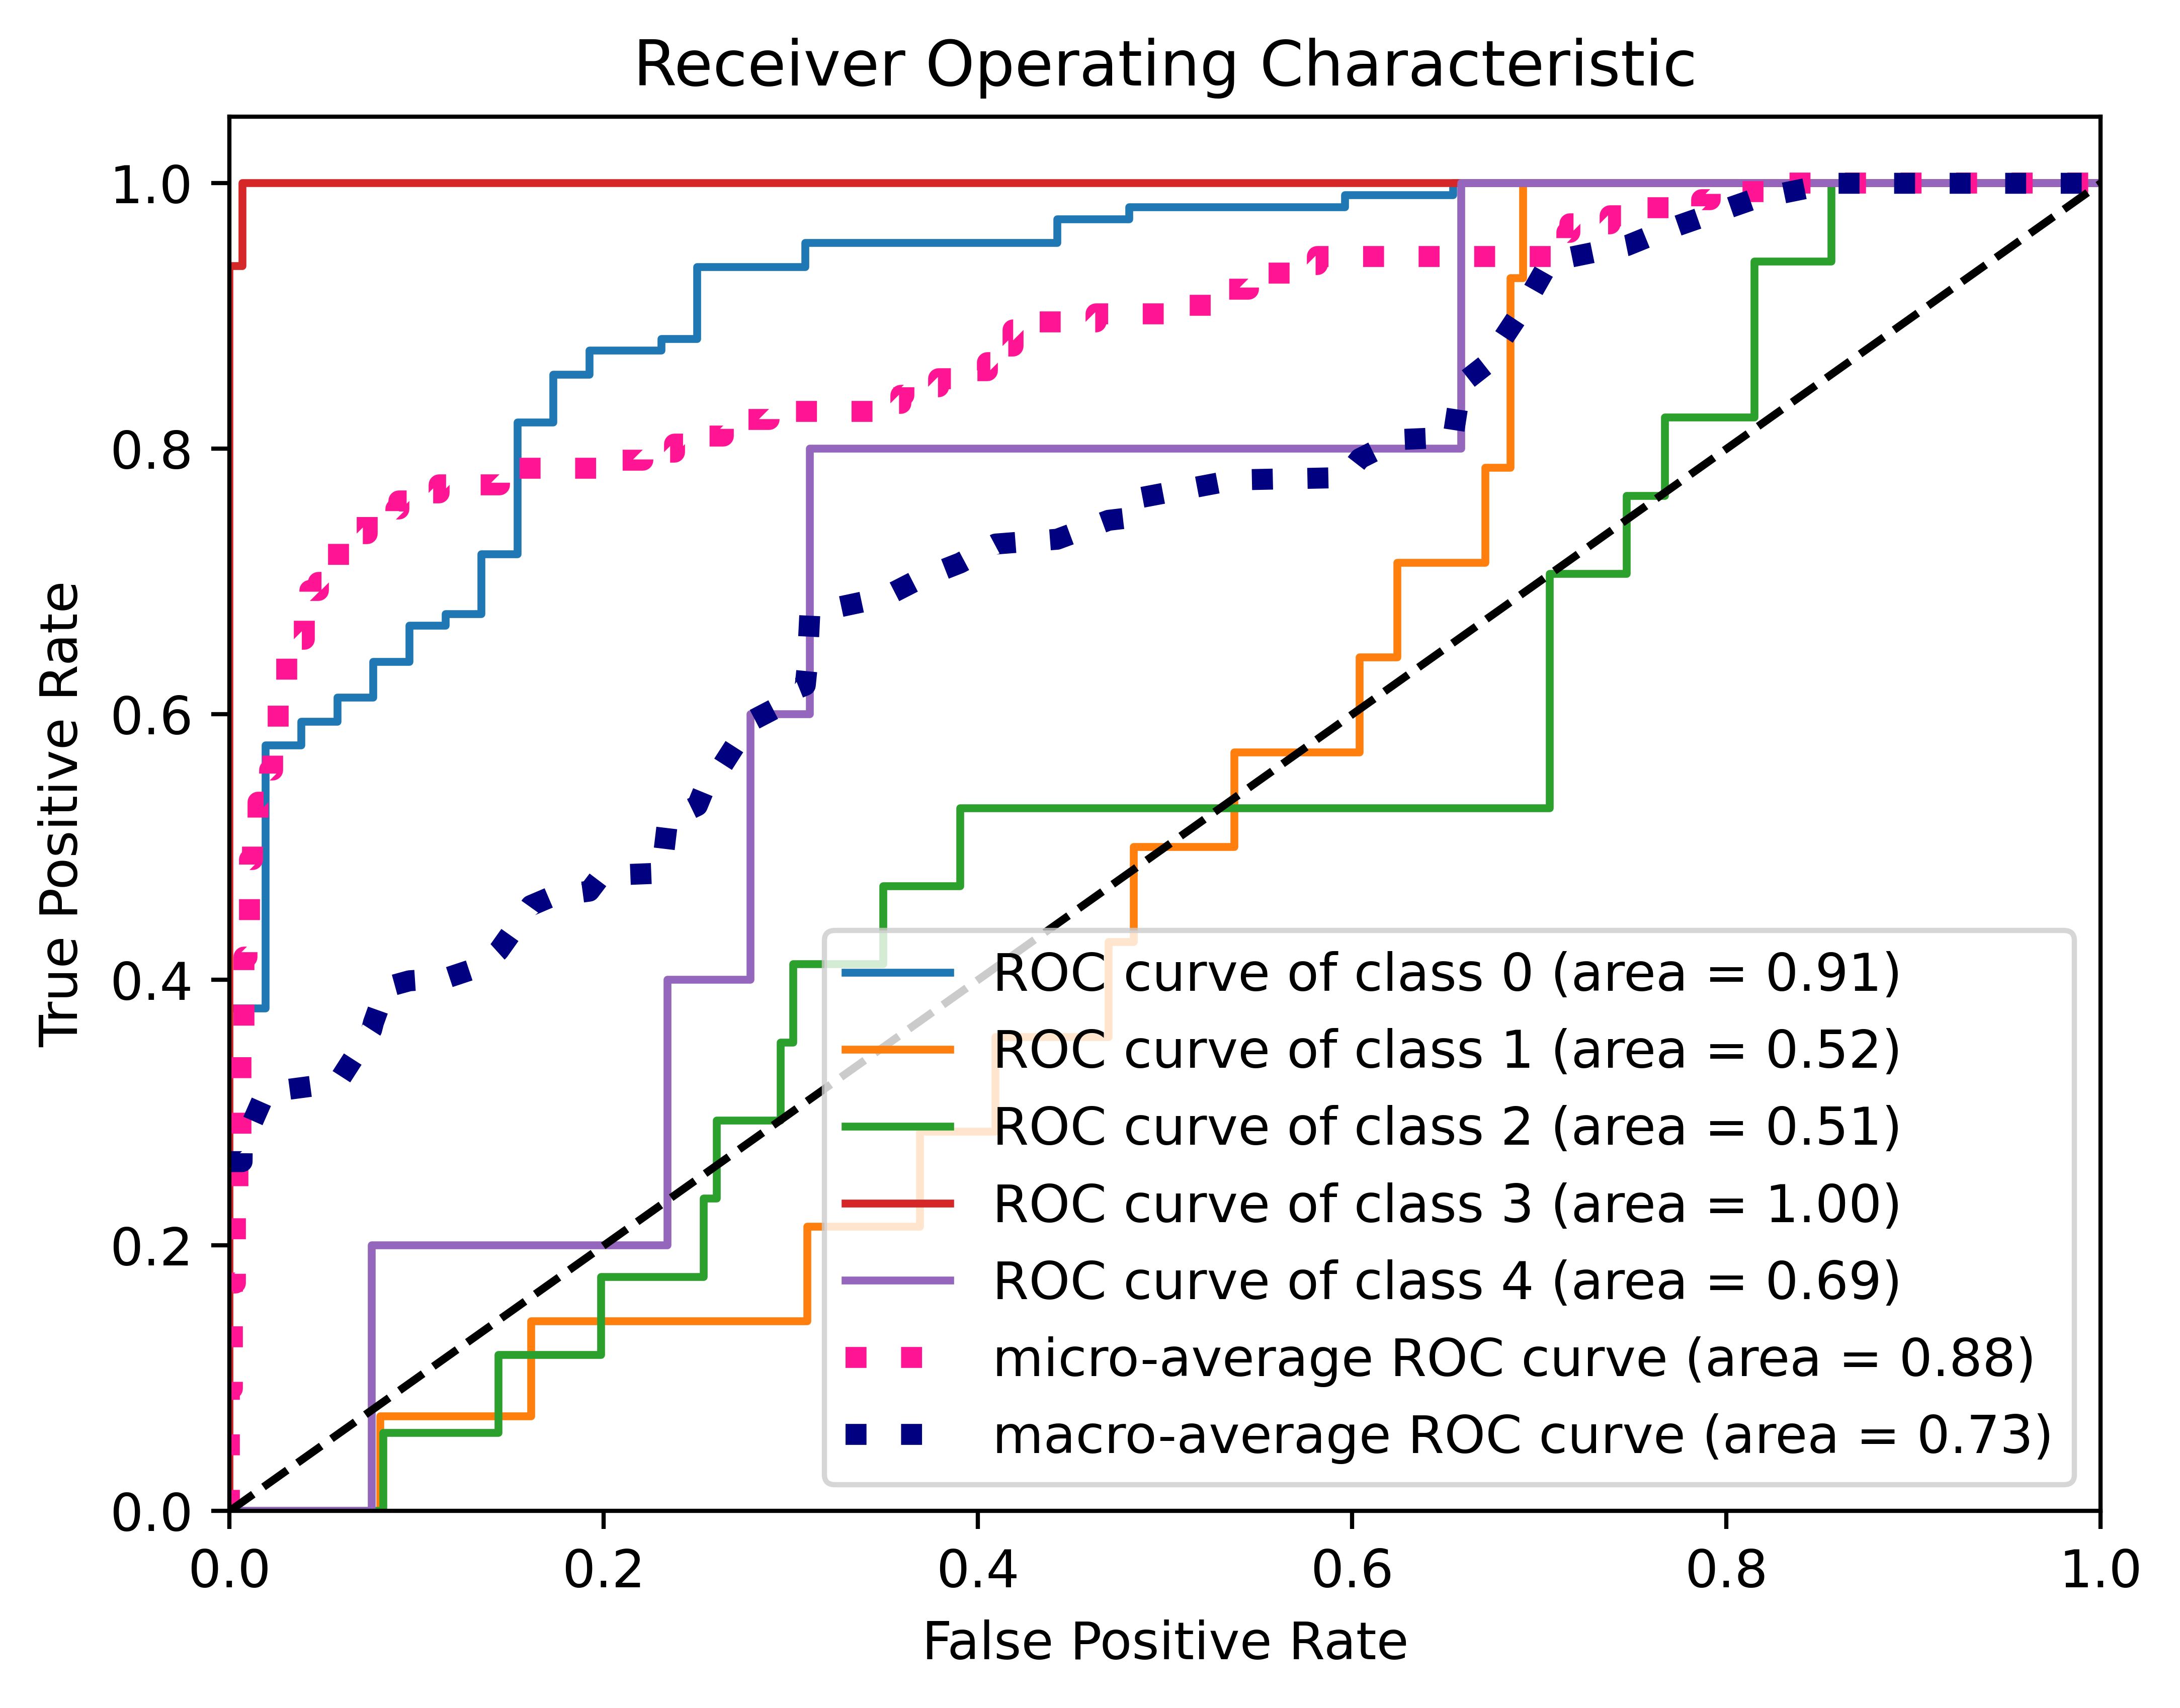 Receiver Operating Characteristic
1.0
0.8
0.6
0.4
0.2
0.0
True Positive Rate
ROC curve of class 0 (area = 0.91)
ROC curve of class 1 (area = 0.52)
ROC curve of class 2 (area = 0.51)
ROC curve of class 3 (area = 1.00)
ROC curve of class 4 (area = 0.69)
micro-average ROC curve (area = 0.88)
macro-average ROC curve (area = 0.73)
0.0 0.2 0.4 0.6 0.8 1.0
False Positive Rate